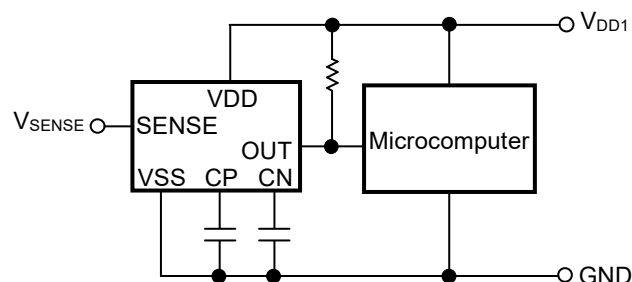 VDD1
VDD
VSENSE
SENSE
OUT
Microcomputer
VSS CP CN
GND